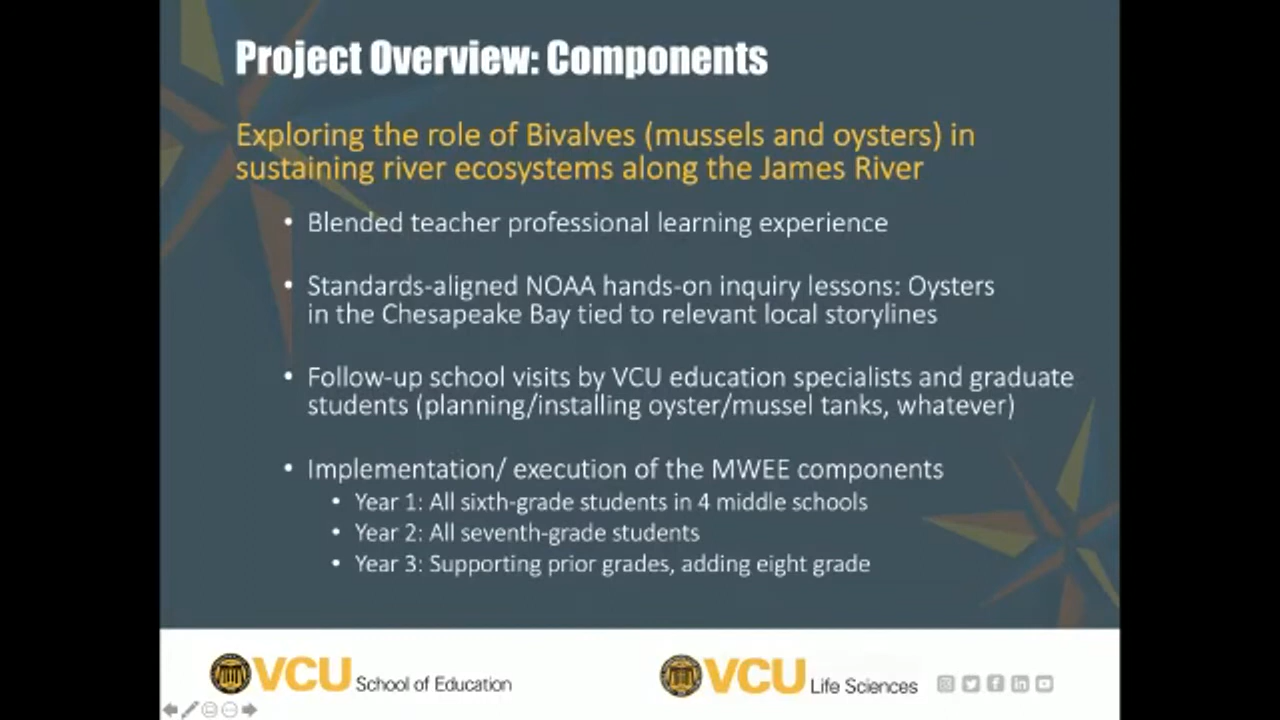 Project Overview: Components
Exploring the role of Bivalves (mussels and oysters) in
sustaining river ecosystems along the James River
• Blended teacher professional learning experience
• Standards-aligned NOAA hands-on inquiry lessons: Oysters
in the Chesapeake Bay tied to relevant local storylines
• Follow-up school visits by VCU education specialists and graduate
students (planning/installing oyster/mussel tanks, whatever)
• Implementation/ execution of the MWEE components
• Year 1: All sixth-grade students in 4 middle schools
• Year 2: All seventh-grade students
• Year 3: Supporting prior grades, adding eight grade
VCU School of Education
VCU Life Sciences